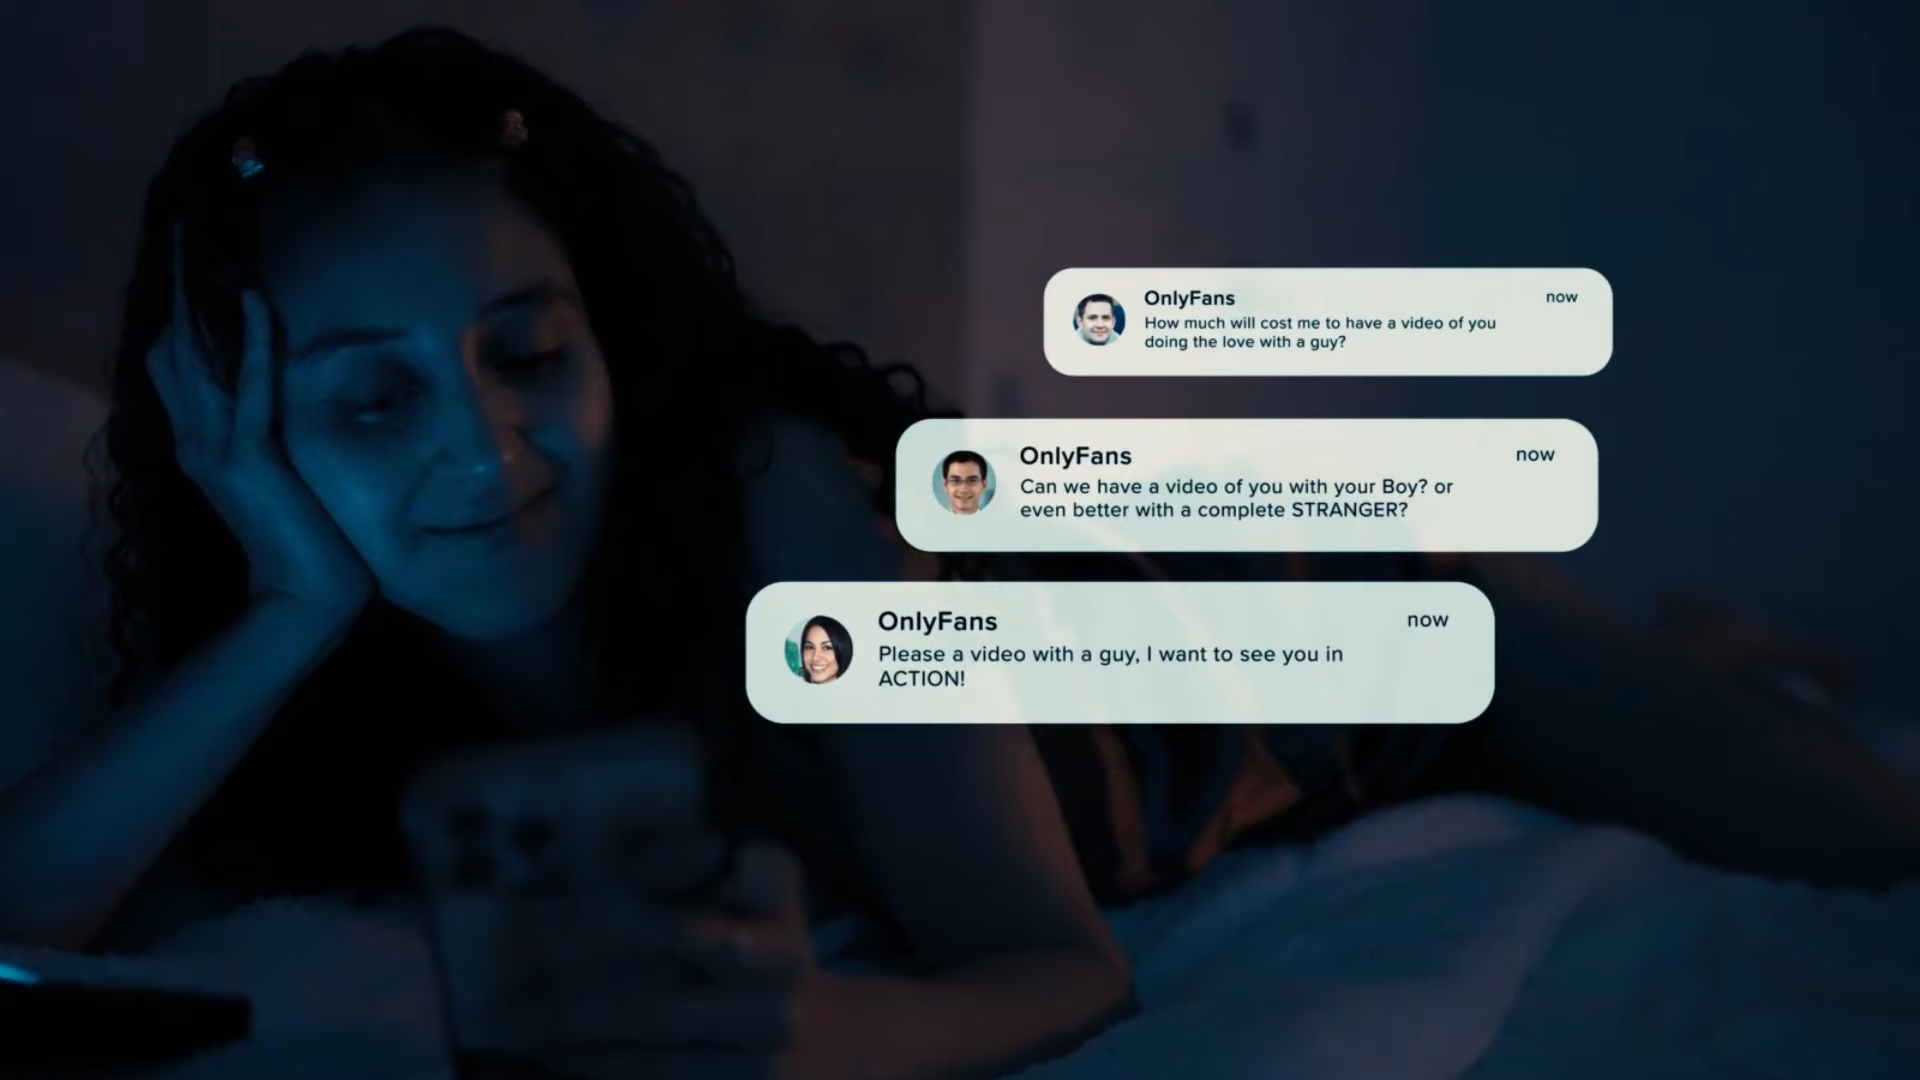 OnlyFans now
How much will cost me to have a video of you
doing the love with a guy?
OnlyFans now
Can we have a video of you with your Boy? or
even better with a complete STRANGER?
OnlyFans now
Please a video with a guy, I want to see you in
ACTION!